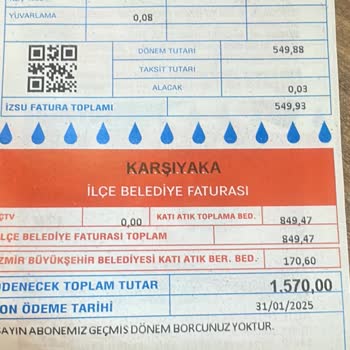 YUVARLAMA 0,08
DÖNEM TUTARI 549,88
TAKSİT TUTARI
ALACAK 0,03
İZSU FATURA TOPLAMI 549,93
KARŞIYAKA
İLÇE BELEDİYE FATURASI
ÇTV 0,00 KATI ATIK TOPLAMA BED. 849,47
LÇE BELEDİYE FATURASI TOPLAM 849,47
ZMİR BÜYÜKŞEHİR BELEDİYESİ KATI ATIK BER. BED. 170,60
DENECEK TOPLAM TUTAR 1.570,00
ON ÖDEME TARİHİ 31/01/2025
SAYIN ABONEMIZ GEÇMİS DÖNEM BORCUNUZ YOKTUR.